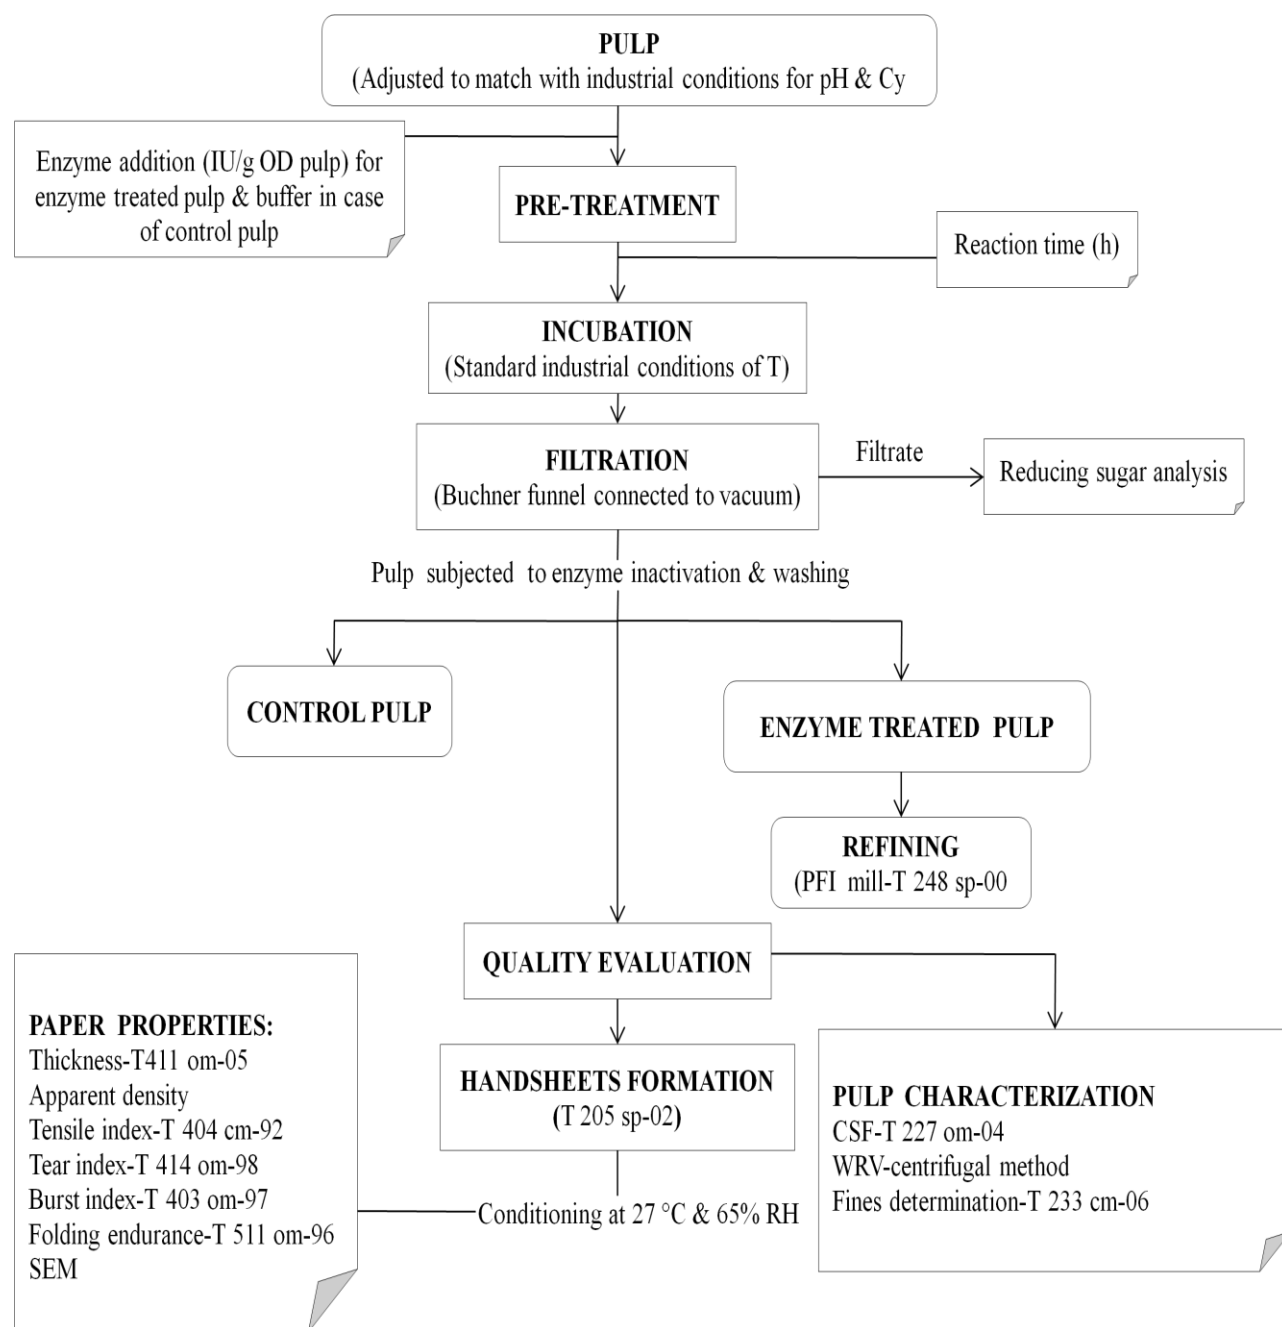 PULP
(Adjusted to match with industrial conditions for pH & Cy
Enzyme addition (IU/g OD pulp) for
enzyme treated pulp & buffer in case
of control pulp
PRE-TREATMENT
Reaction time (h)
INCUBATION
(Standard industrial conditions of T)
FILTRATION
(Buchner funnel connected to vacuum)
Filtrate
Reducing sugar analysis
Pulp subjected to enzyme inactivation & washing
CONTROL PULP
ENZYME TREATED PULP
REFINING
(PFI mill-T 248 sp-00
QUALITY EVALUATION
HANDSHEETS FORMATION
(T 205 sp-02)
Conditioning at 27 °C & 65% RH
PAPER PROPERTIES:
Thickness-T411 om-05
Apparent density
Tensile index-T 404 cm-92
Tear index-T 414 om-98
Burst index-T 403 om-97
Folding endurance-T 511 om-96
SEM
PULP CHARACTERIZATION
CSF-T 227 om-04
WRV-centrifugal method
Fines determination-T 233 cm-06